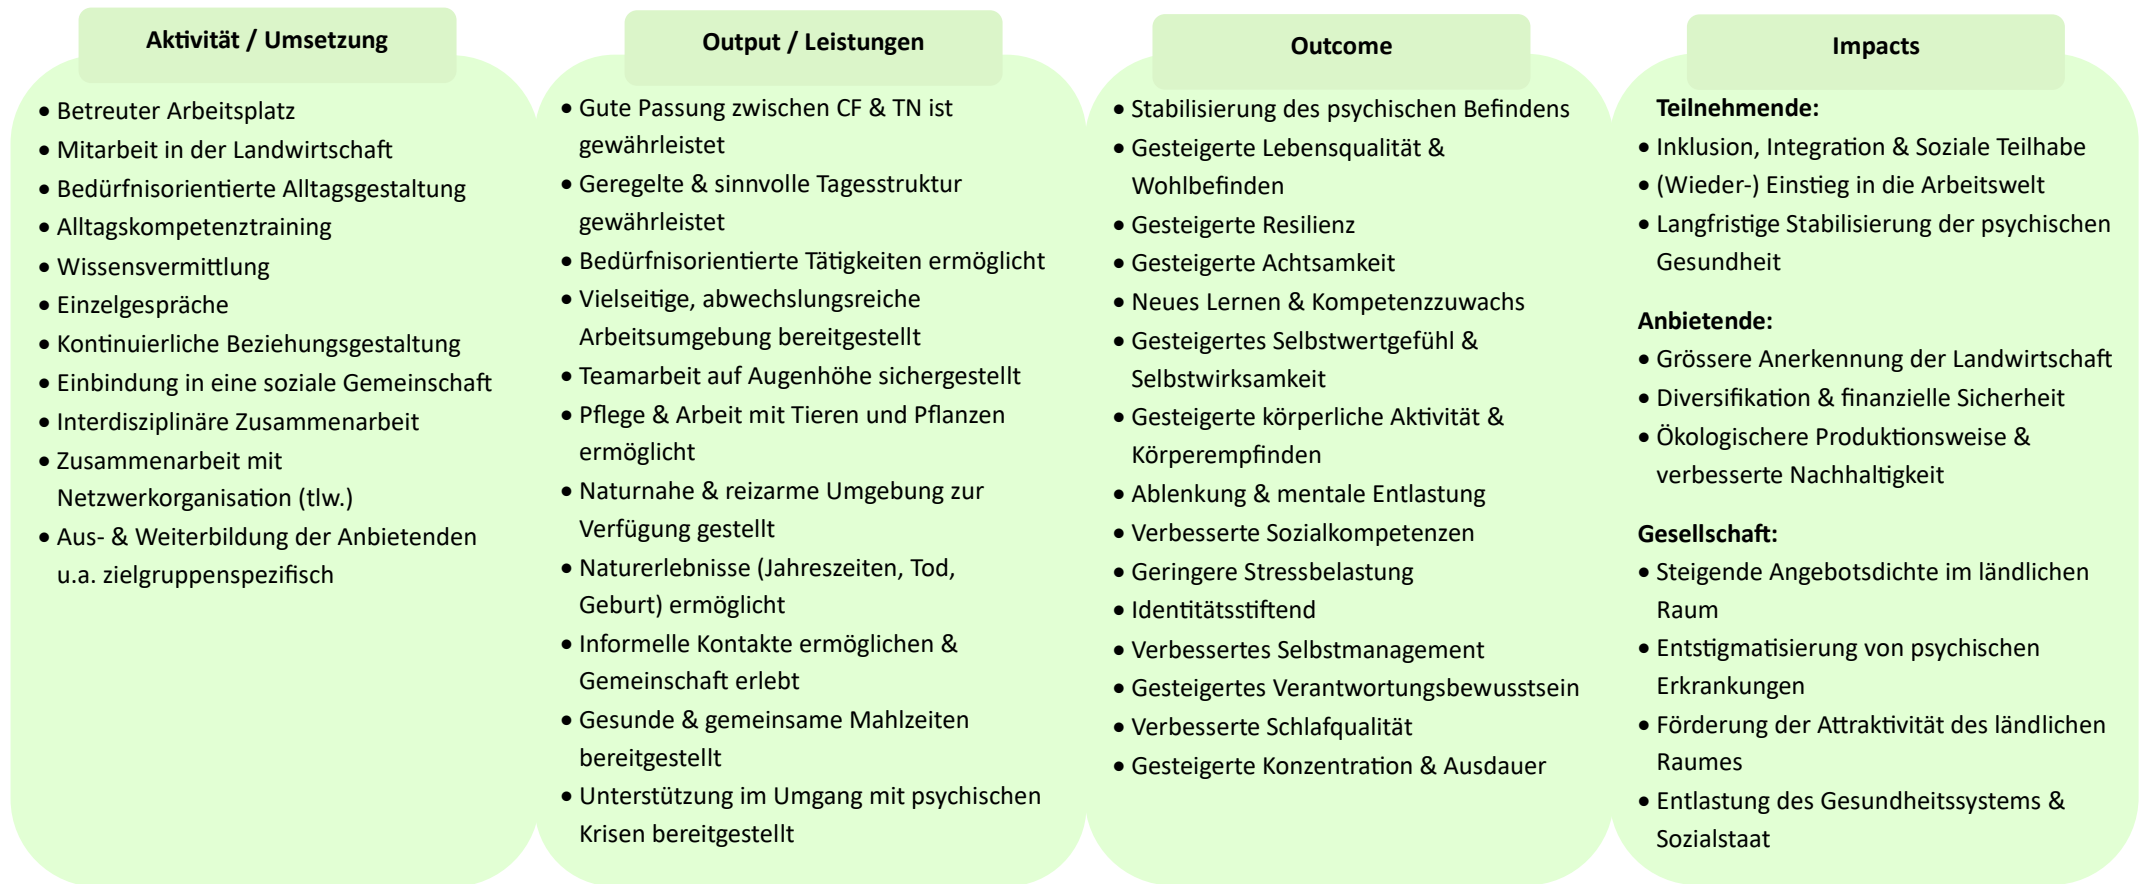 Aktivität / Umsetzung
• Betreuter Arbeitsplatz
• Mitarbeit in der Landwirtschaft
• Bedürfnisorientierte Alltagsgestaltung
• Alltagskompetenztraining
• Wissensvermittlung
• Einzelgespräche
• Kontinuierliche Beziehungsgestaltung
• Einbindung in eine soziale Gemeinschaft
• Interdisziplinäre Zusammenarbeit
• Zusammenarbeit mit
Netzwerkorganisation (tlw.)
• Aus- & Weiterbildung der Anbietenden
u.a. zielgruppenspezifisch
Output / Leistungen
• Gute Passung zwischen CF & TN ist
gewährleistet
• Geregelte & sinnvolle Tagesstruktur
gewährleistet
• Bedürfnisorientierte Tätigkeiten ermöglicht
• Vielseitige, abwechslungsreiche
Arbeitsumgebung bereitgestellt
• Teamarbeit auf Augenhöhe sichergestellt
• Pflege & Arbeit mit Tieren und Pflanzen
ermöglicht
• Naturnahe & reizarme Umgebung zur
Verfügung gestellt
• Naturerlebnisse (Jahreszeiten, Tod,
Geburt) ermöglicht
• Informelle Kontakte ermöglichen &
Gemeinschaft erlebt
• Gesunde & gemeinsame Mahlzeiten
bereitgestellt
• Unterstützung im Umgang mit psychischen
Krisen bereitgestellt
Outcome
• Stabilisierung des psychischen Befindens
• Gesteigerte Lebensqualität &
Wohlbefinden
• Gesteigerte Resilienz
• Gesteigerte Achtsamkeit
• Neues Lernen & Kompetenzzuwachs
• Gesteigertes Selbstwertgefühl &
Selbstwirksamkeit
• Gesteigerte körperliche Aktivität &
Körperempfinden
• Ablenkung & mentale Entlastung
• Verbesserte Sozialkompetenzen
• Geringere Stressbelastung
• Identitätsstiftend
• Verbessertes Selbstmanagement
• Gesteigertes Verantwortungsbewusstsein
• Verbesserte Schlafqualität
• Gesteigerte Konzentration & Ausdauer
Impacts
Teilnehmende:
• Inklusion, Integration & Soziale Teilhabe
• (Wieder-) Einstieg in die Arbeitswelt
• Langfristige Stabilisierung der psychischen
Gesundheit
Anbietende:
• Grössere Anerkennung der Landwirtschaft
• Diversifikation & finanzielle Sicherheit
• Ökologischere Produktionsweise &
verbesserte Nachhaltigkeit
Gesellschaft:
• Steigende Angebotsdichte im ländlichen
Raum
• Entstigmatisierung von psychischen
Erkrankungen
• Förderung der Attraktivität des ländlichen
Raumes
• Entlastung des Gesundheitssystems &
Sozialstaat